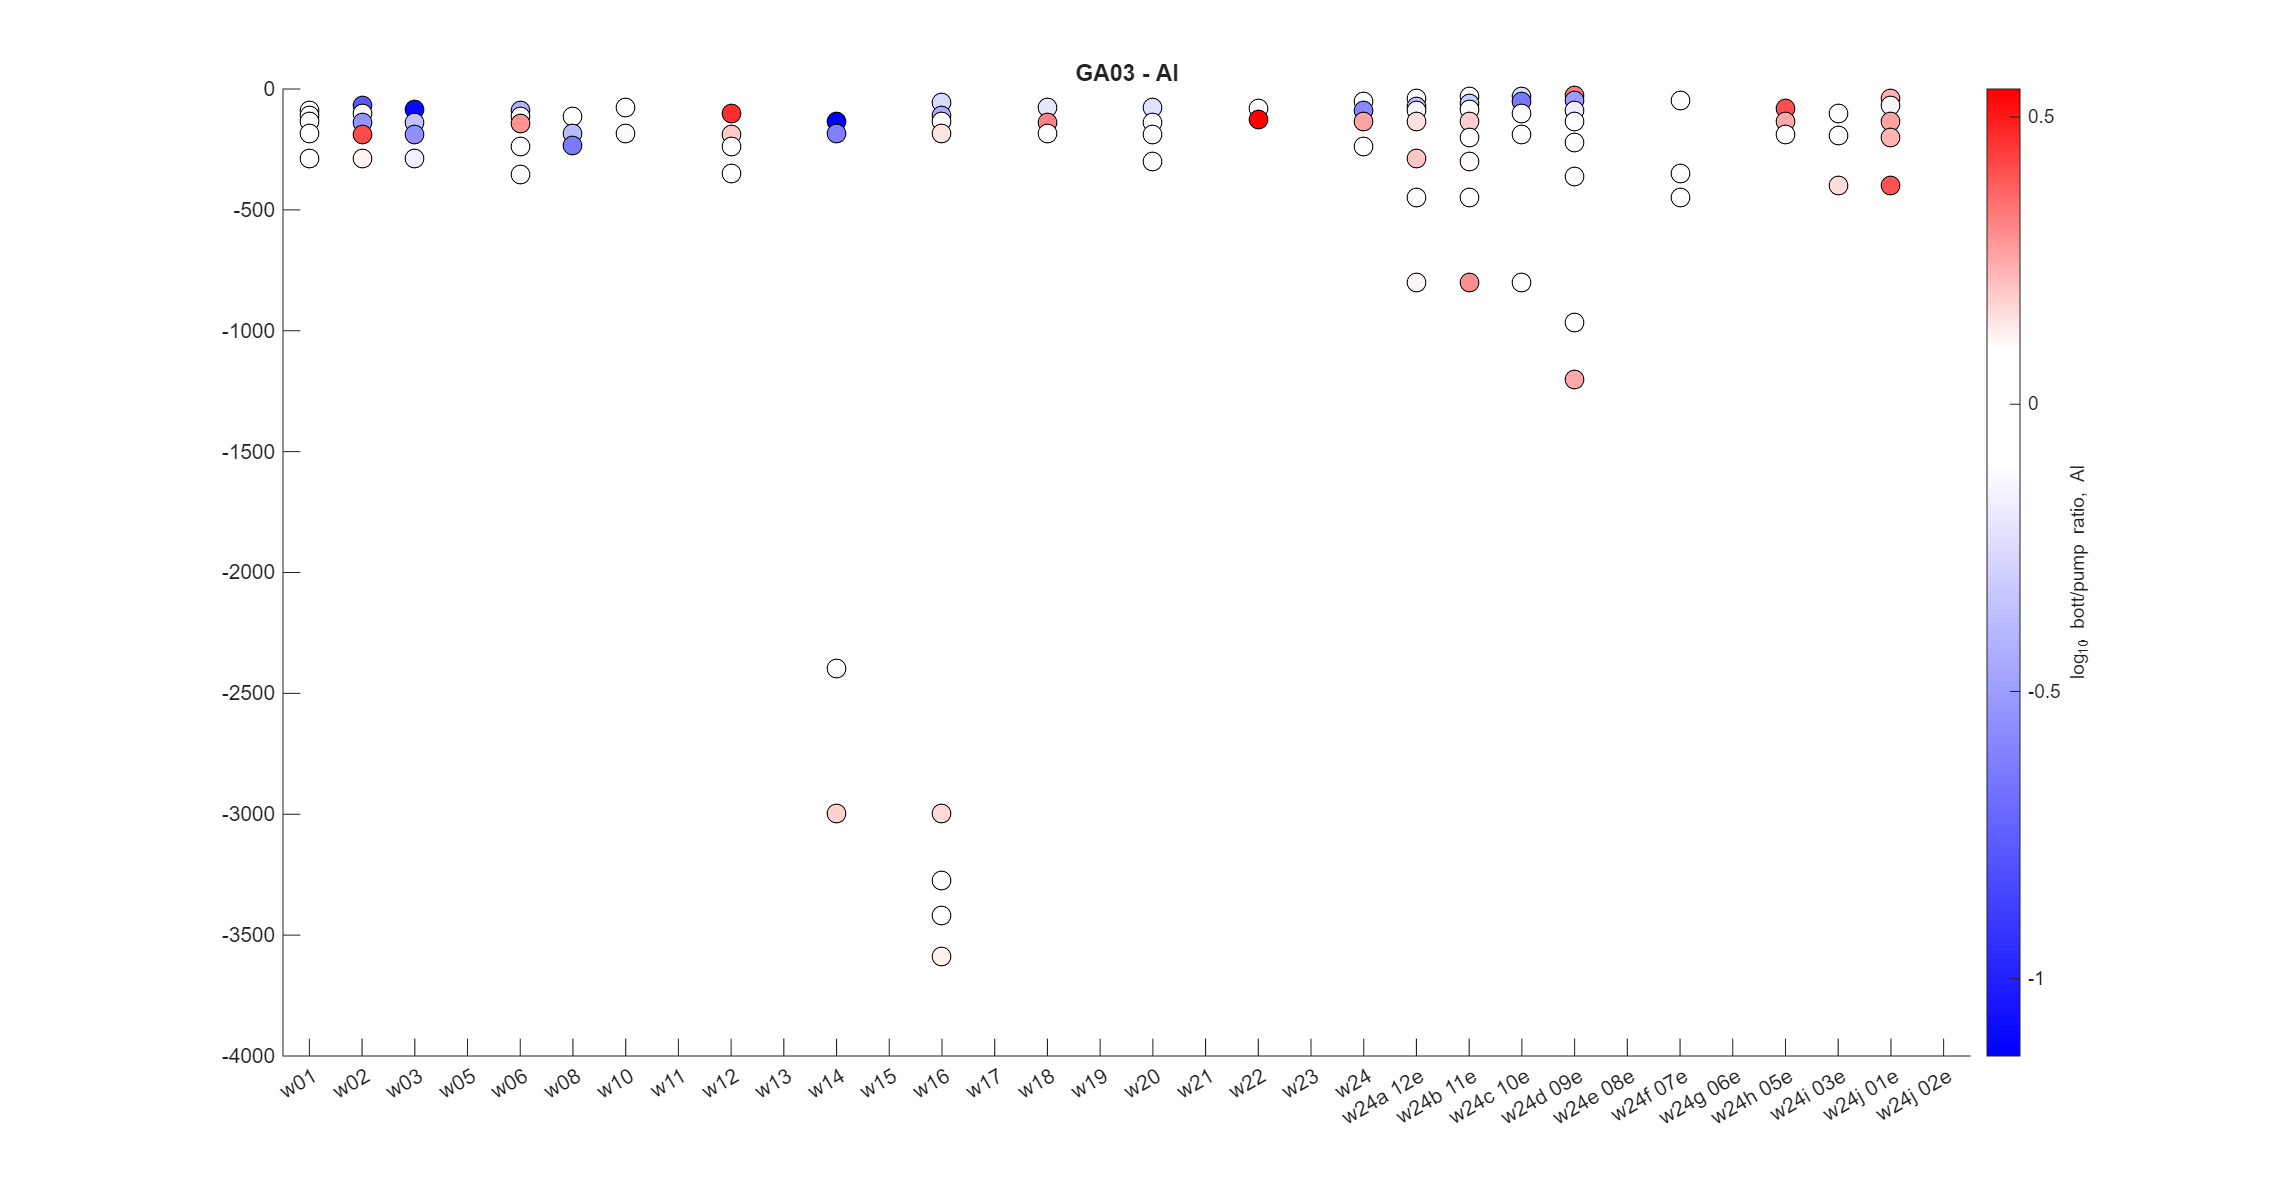 GA03 - Al
0
-500
-1000
-1500
-2000
-2500
-3000
-3500
-4000
w01
w02
w03
w05
w06
w08
w10
w11
w12
w13
w14
w15
w16
w17
w18
w19
w20
w21
w22
w23
w24
w24a 12e
w24b 11e
w24c 10e
w24d 09e
w24e 08e
w24f 07e
w24g 06e
w24h 05e
w24i 03e
w24j 01e
w24j 02e
0.5
0
-0.5
-1
log10 bott/pump ratio, Al